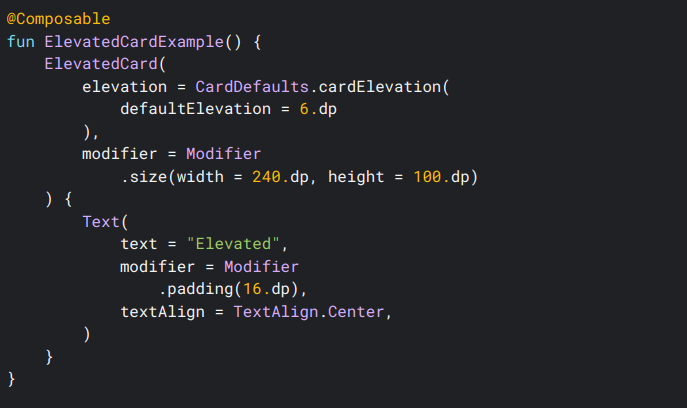 @Composable
fun ElevatedCardExample() {
    ElevatedCard(
        elevation = CardDefaults.cardElevation(
            defaultElevation = 6.dp
        ),
        modifier = Modifier
            .size(width = 240.dp, height = 100.dp)
    ) {
        Text(
            text = "Elevated",
            modifier = Modifier
                .padding(16.dp),
            textAlign = TextAlign.Center,
        )
    }
}